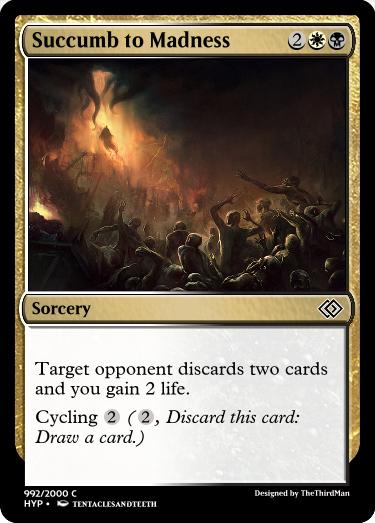 Succumb to Madness 2
Sorcery
Target opponent discards two cards
and you gain 2 life.
Cycling 2 ( 2, Discard this card:
Draw a card.)
992/2000 C
Designed by TheThirdMan
HYP • TENTACLESANDTEETH